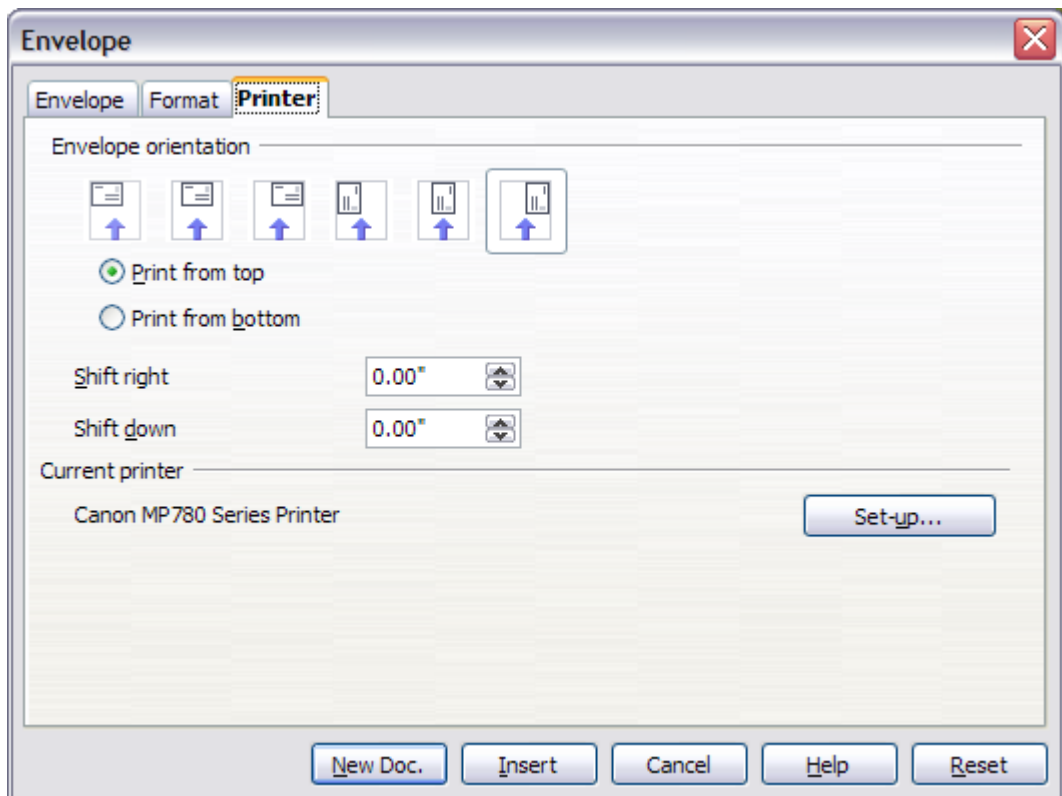 Envelope
Envelope Format Printer
Envelope orientation
Print from top
Print from bottom
Shift right 0.00"
Shift down 0.00"
Current printer
Canon MP780 Series Printer Set-up...
New Doc. Insert Cancel Help Reset